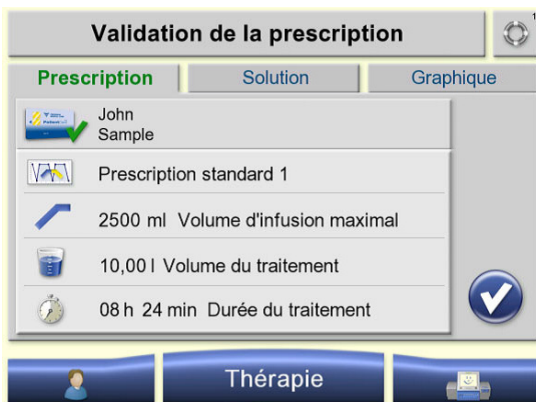 Validation de la prescription
Prescription
Solution
Graphique
John
Sample
Prescription standard 1
2500 ml Volume d'infusion maximal
10,00 l Volume du traitement
08 h 24 min Durée du traitement
Thérapie